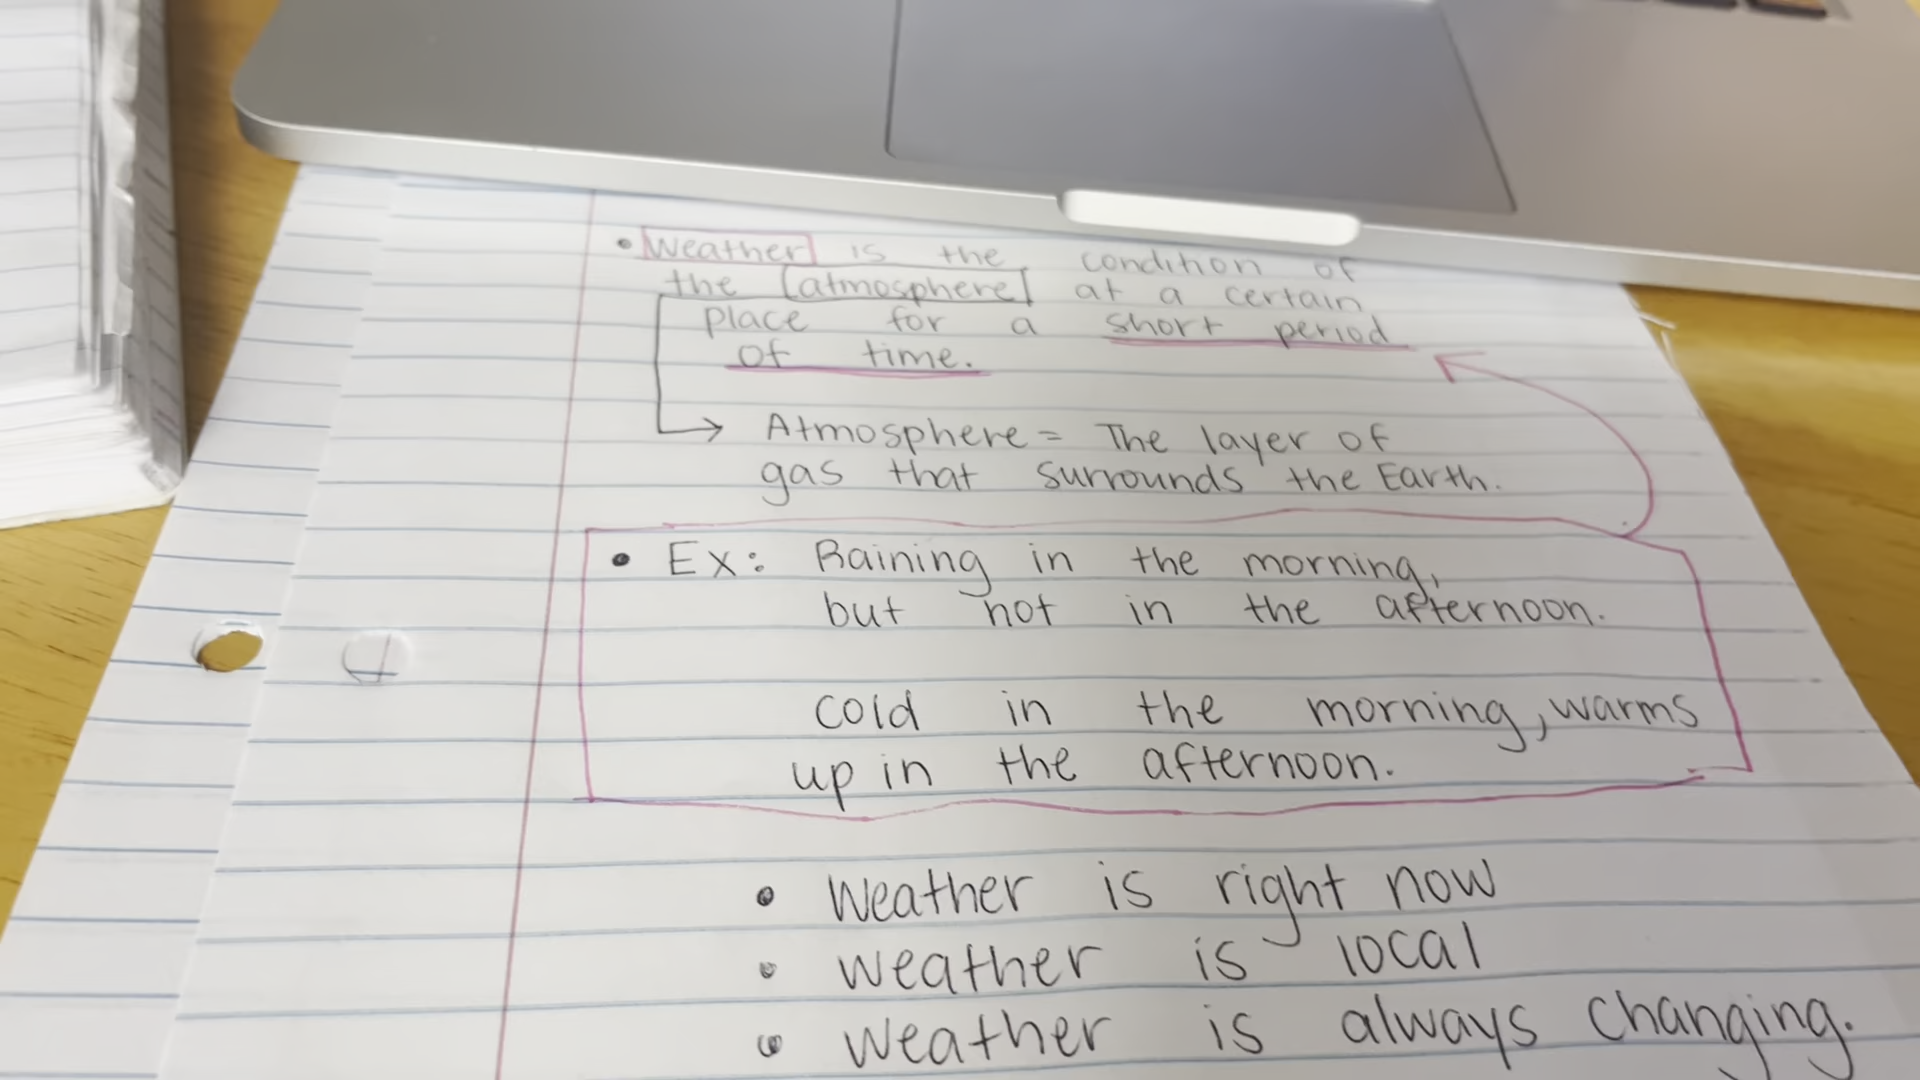 • Weather is the condition of
the [atmosphere] at a certain
place for a short period
of time.
→ Atmosphere = The layer of
gas that surrounds the Earth.
• Ex: Raining in the morning,
but not in the afternoon.
cold in the morning, warms
up in the afternoon.
• Weather is right now
• weather is local
• weather is always changing.